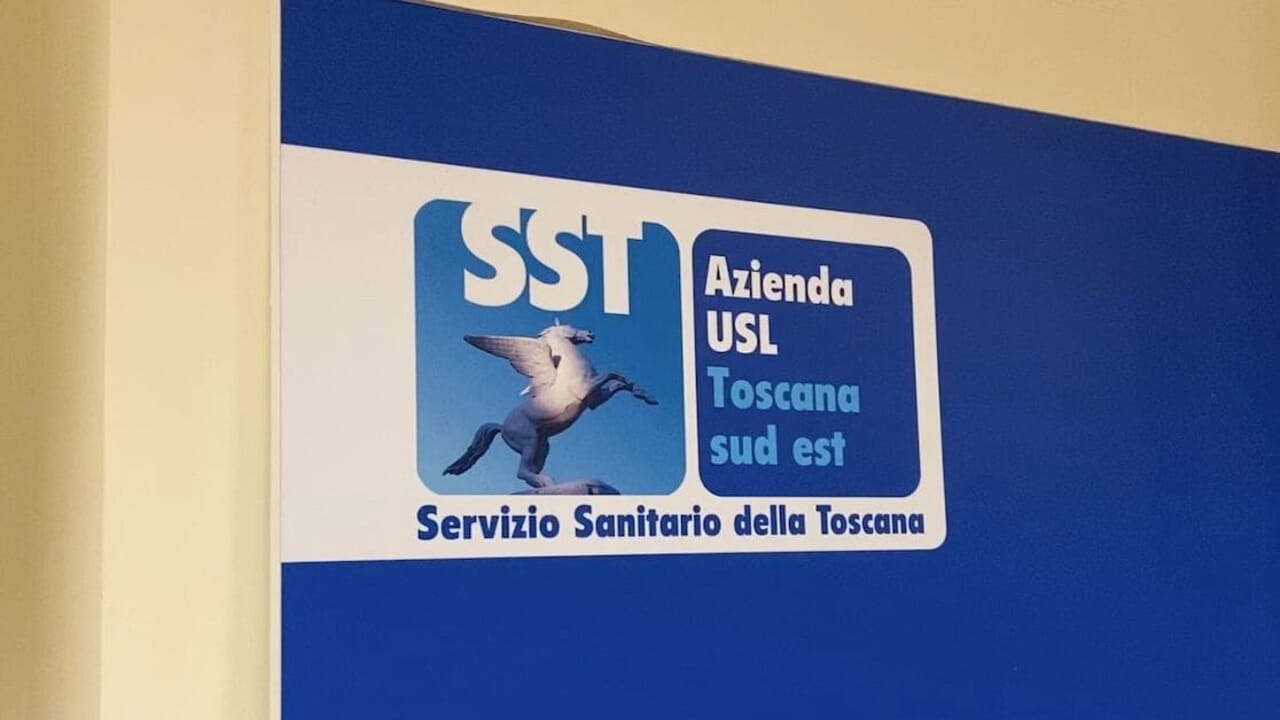 SST
Azienda
USL
Toscana
sud est
Servizio Sanitario della Toscana